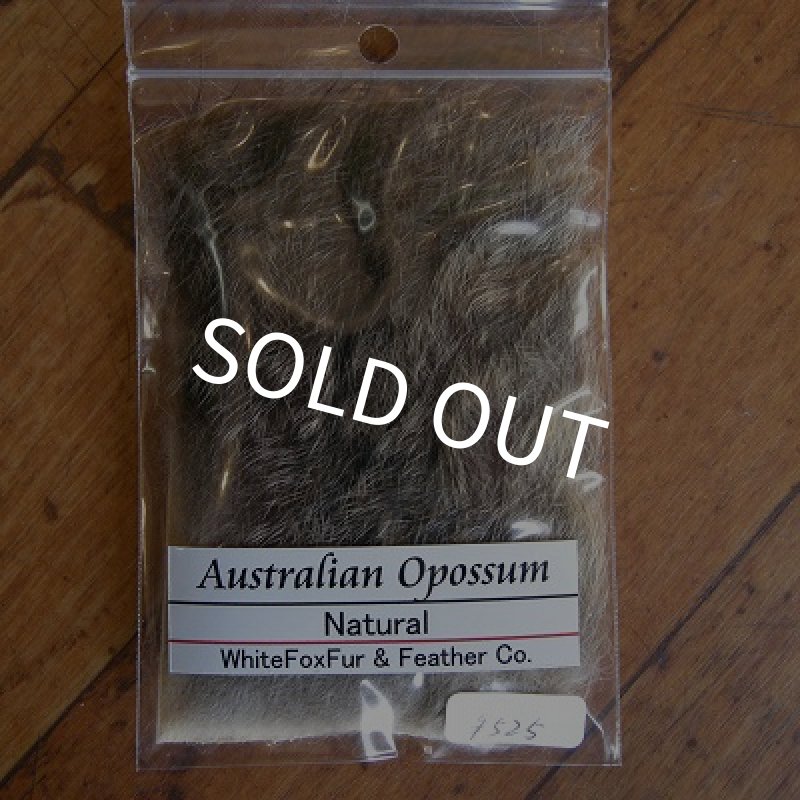 SOLD OUT
Australian Opossum
Natural
WhiteFoxFur & Feather Co.
1525